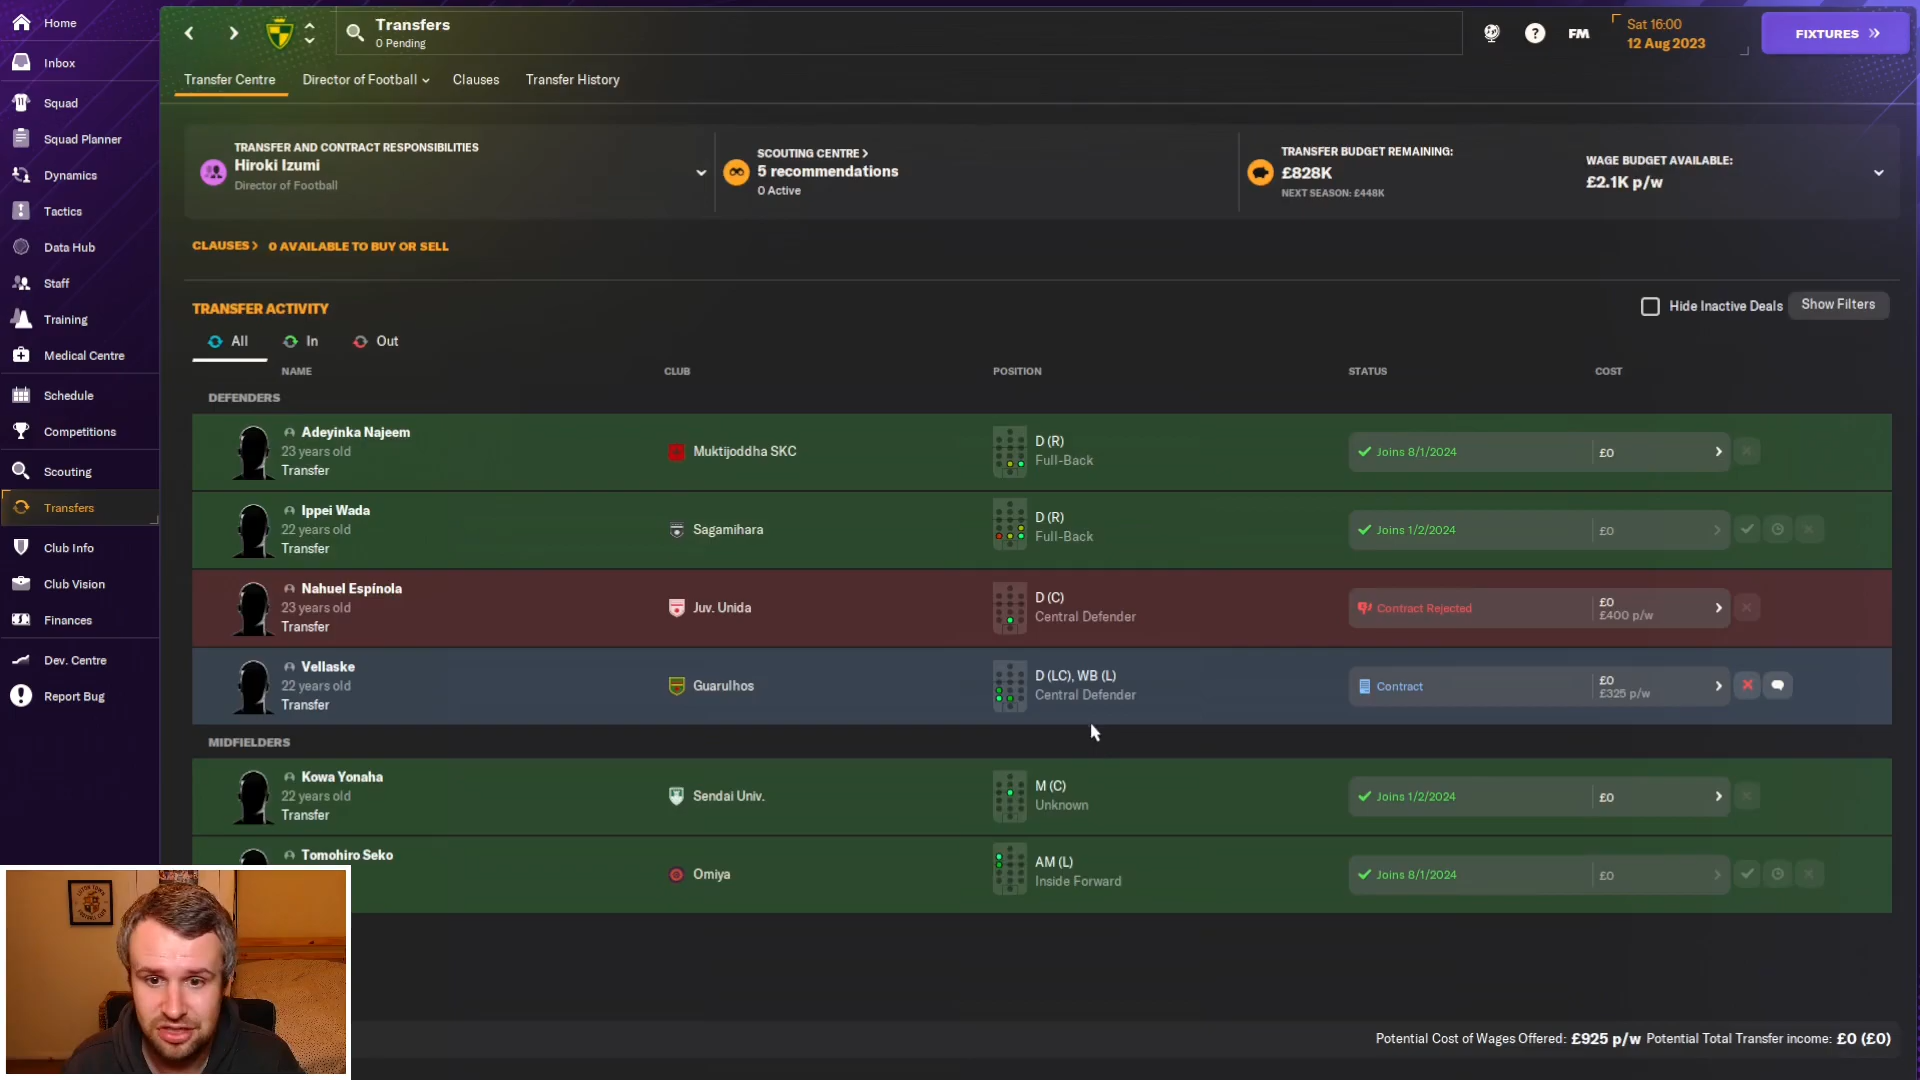 Home
Inbox
Squad
Squad Planner
Dynamics
Tactics
Data Hub
Staff
Training
Medical Centre
Schedule
Competitions
Scouting
Transfers
Club Info
Club Vision
Finances
Dev. Centre
Report Bug
Transfers
0 Pending
?
FM
Sat 16:00
12 Aug 2023
FIXTURES
Transfer Centre
Director of Football
Clauses
Transfer History
TRANSFER AND CONTRACT RESPONSIBILITIES
Hiroki Izumi
Director of Football
SCOUTING CENTRE >
5 recommendations
0 Active
TRANSFER BUDGET REMAINING:
£828K
NEXT SEASON: £448K
WAGE BUDGET AVAILABLE:
£2.1K p/w
CLAUSES > 0 AVAILABLE TO BUY OR SELL
TRANSFER ACTIVITY
Hide Inactive Deals
Show Filters
All
In
Out
NAME CLUB POSITION STATUS COST
DEFENDERS
Adeyinka Najeem
23 years old
Transfer
Muktijoddha SKC
D (R)
Full-Back
Joins 8/1/2024
£0
Ippei Wada
22 years old
Transfer
Sagamihara
D (R)
Full-Back
Joins 1/2/2024
£0
Nahuel Espínola
23 years old
Transfer
Juv. Unida
D (C)
Central Defender
Contract Rejected
£0
£400 p/w
Vellaske
22 years old
Transfer
Guarulhos
D (LC), WB (L)
Central Defender
Contract
£0
£325 p/w
MIDFIELDERS
Kowa Yonaha
22 years old
Transfer
Sendai Univ.
M (C)
Unknown
Joins 1/2/2024
£0
Tomohiro Seko
Omiya
AM (L)
Inside Forward
Joins 8/1/2024
£0
LUTON TOWN
FOOTBALL CLUB
Potential Cost of Wages Offered: £925 p/w Potential Total Transfer income: £0 (£0)